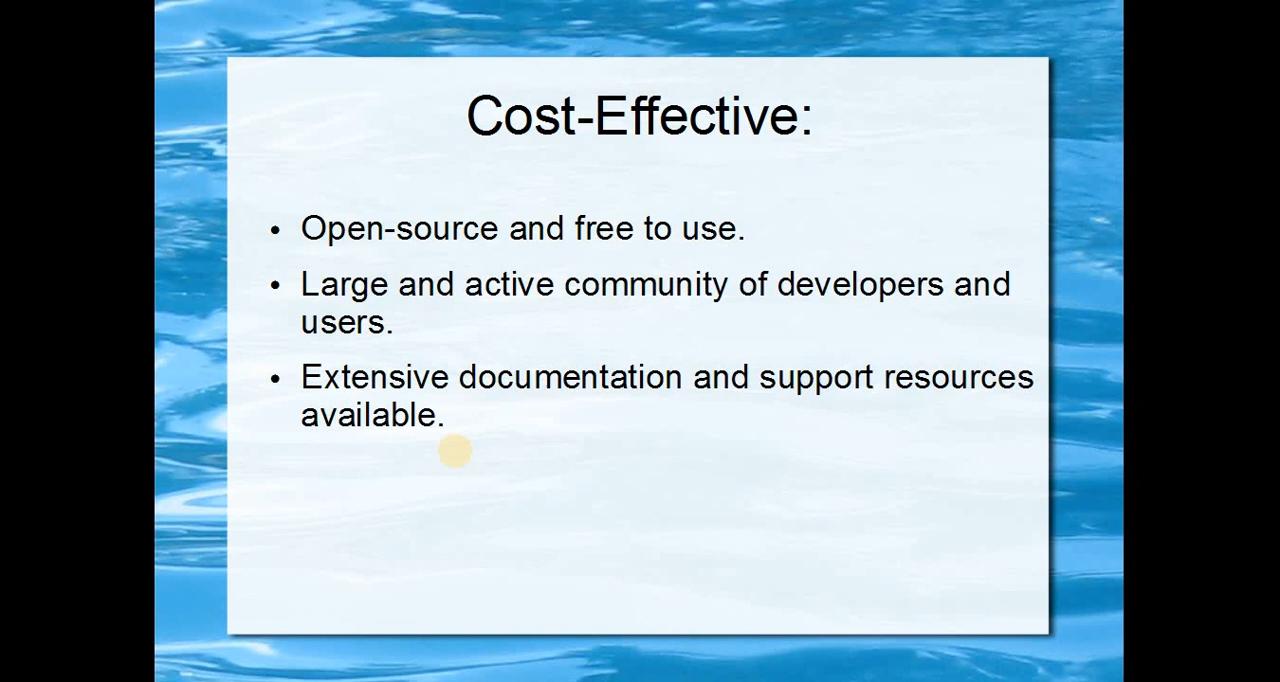 Cost-Effective:
• Open-source and free to use.
• Large and active community of developers and
users.
• Extensive documentation and support resources
available.